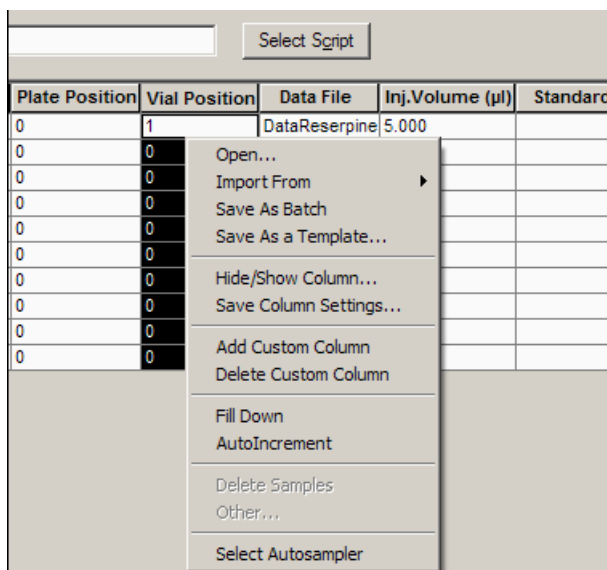 Select Script
Plate Position Vial Position Data File Inj.Volume (µl) Standard
0 1 DataReserpine 5.000
0 0
0 0
0 0
0 0
0 0
0 0
0 0
0 0
0 0
Open...
Import From
Save As Batch
Save As a Template...
Hide/Show Column...
Save Column Settings...
Add Custom Column
Delete Custom Column
Fill Down
AutoIncrement
Delete Samples
Other...
Select Autosampler